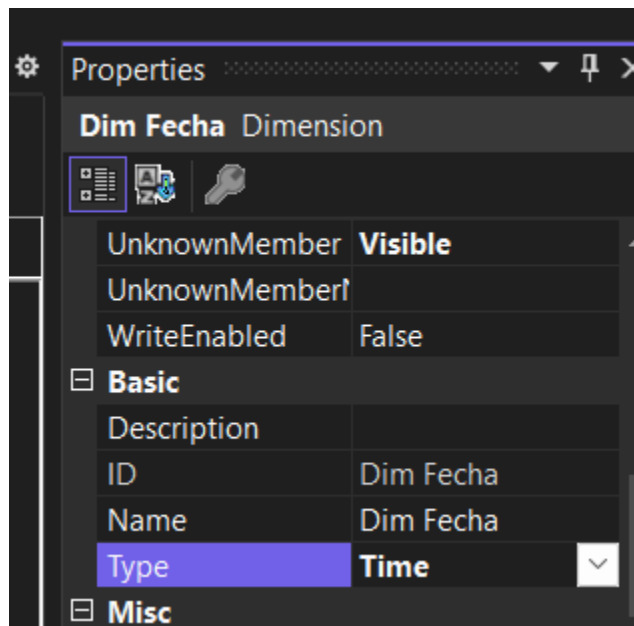 Properties
Dim Fecha Dimension
UnknownMember Visible
UnknownMember
WriteEnabled False
Basic
Description
ID Dim Fecha
Name Dim Fecha
Type Time
Misc